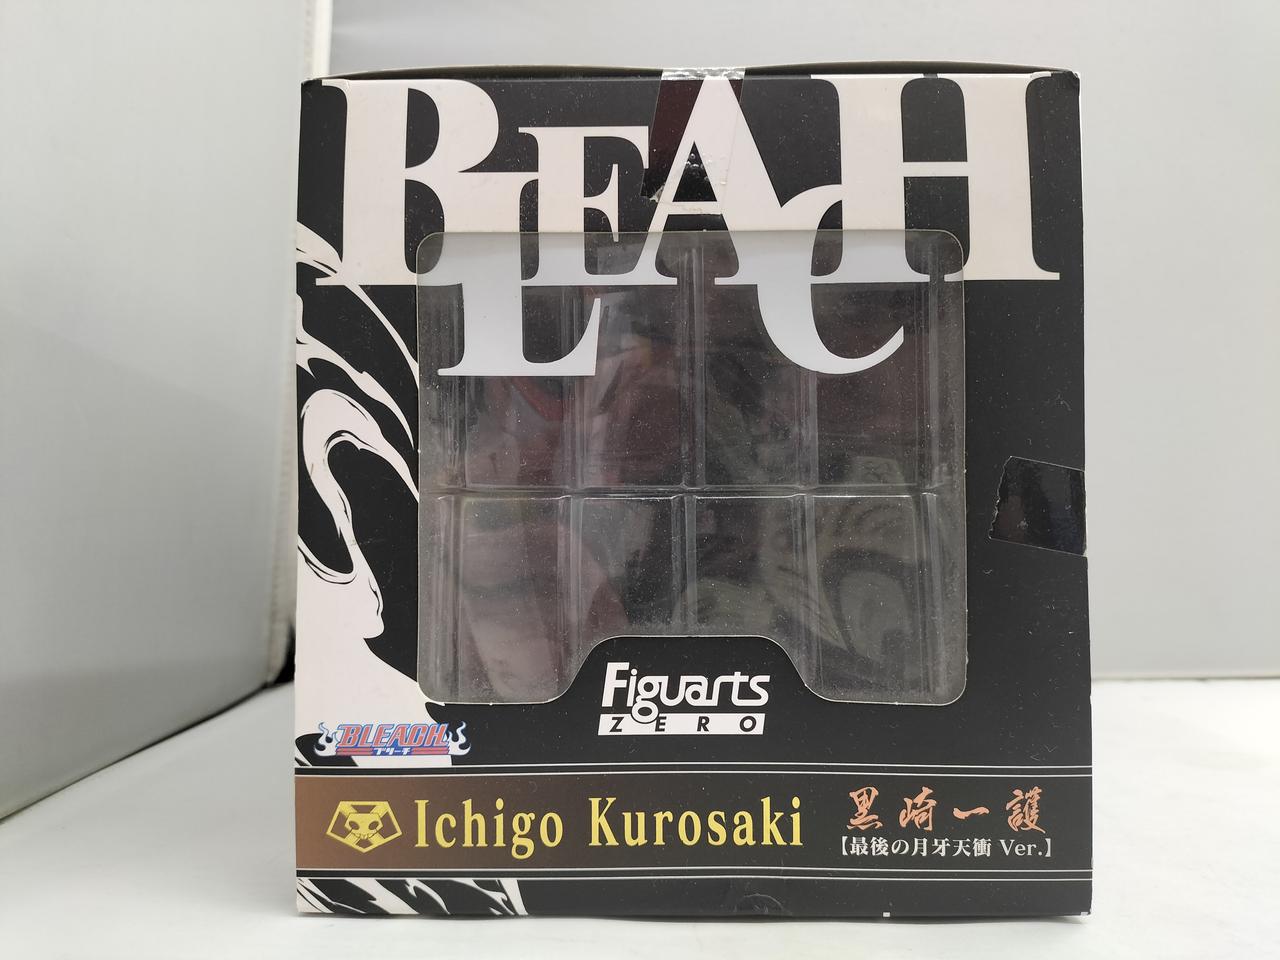 BLEACH
Figuarts
ZERO
BLEACH
ブリーチ
Ichigo Kurosaki
黒崎一護
【最後の月牙天衝 Ver.】